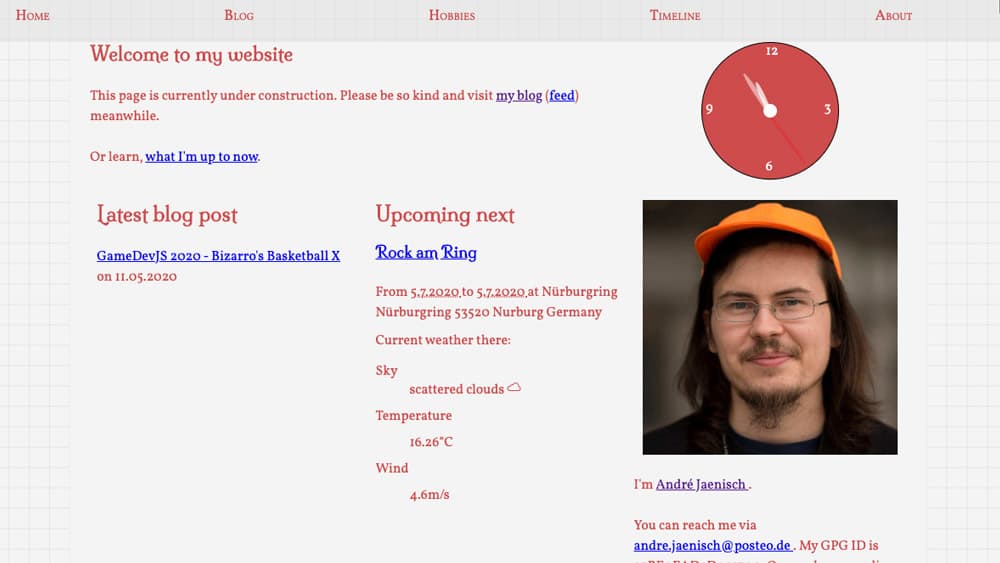 Home Blog Hobbies Timeline About
Welcome to my website
This page is currently under construction. Please be so kind and visit my blog (feed)
meanwhile.
Or learn, what I'm up to now.
12
9 3
6
Latest blog post
GameDevJS 2020 - Bizarro's Basketball X
on 11.05.2020
Upcoming next
Rock am Ring
From 5.7.2020 to 5.7.2020 at Nürburgring
Nürburgring 53520 Nurburg Germany
Current weather there:
Sky
scattered clouds
Temperature
16.26°C
Wind
4.6m/s
I'm André Jaenisch .
You can reach me via
andre.jaenisch@posteo.de . My GPG ID is